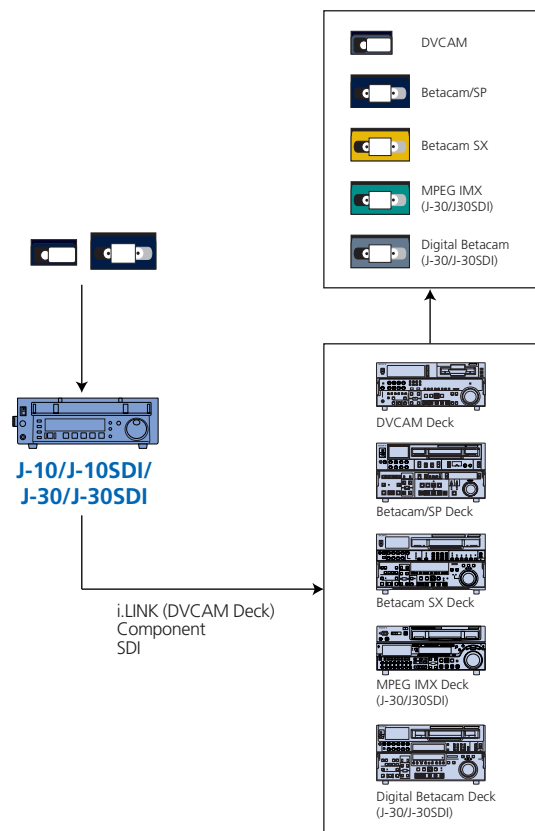 DVCAM
Betacam/SP
Betacam SX
MPEG IMX
(J-30/J30SDI)
Digital Betacam
(J-30/J-30SDI)
J-10/J-10SDI/
J-30/J-30SDI
i.LINK (DVCAM Deck)
Component
SDI
DVCAM Deck
Betacam/SP Deck
Betacam SX Deck
MPEG IMX Deck
(J-30/J30SDI)
Digital Betacam Deck
(J-30/J-30SDI)